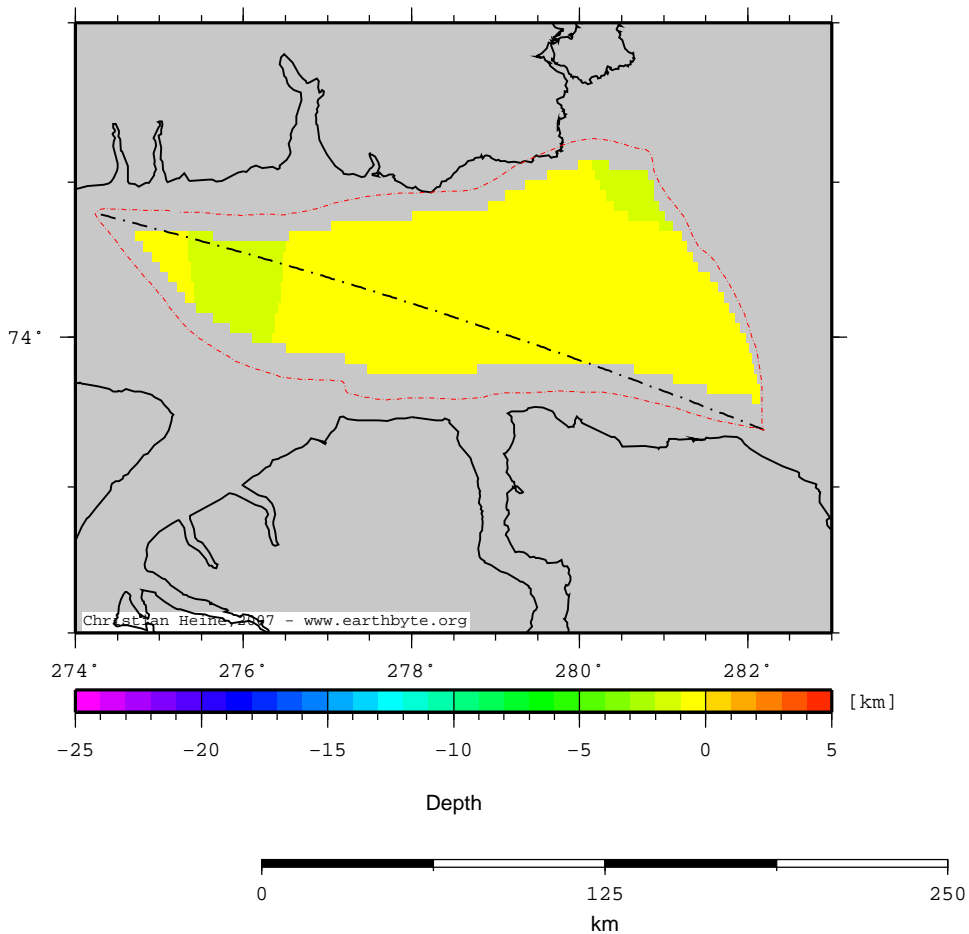 74°
Christian Heine, 2007 - www.earthbyte.org
274° 276° 278° 280° 282°
[km]
−25 −20 −15 −10 −5 0 5
Depth
0 125 250
km